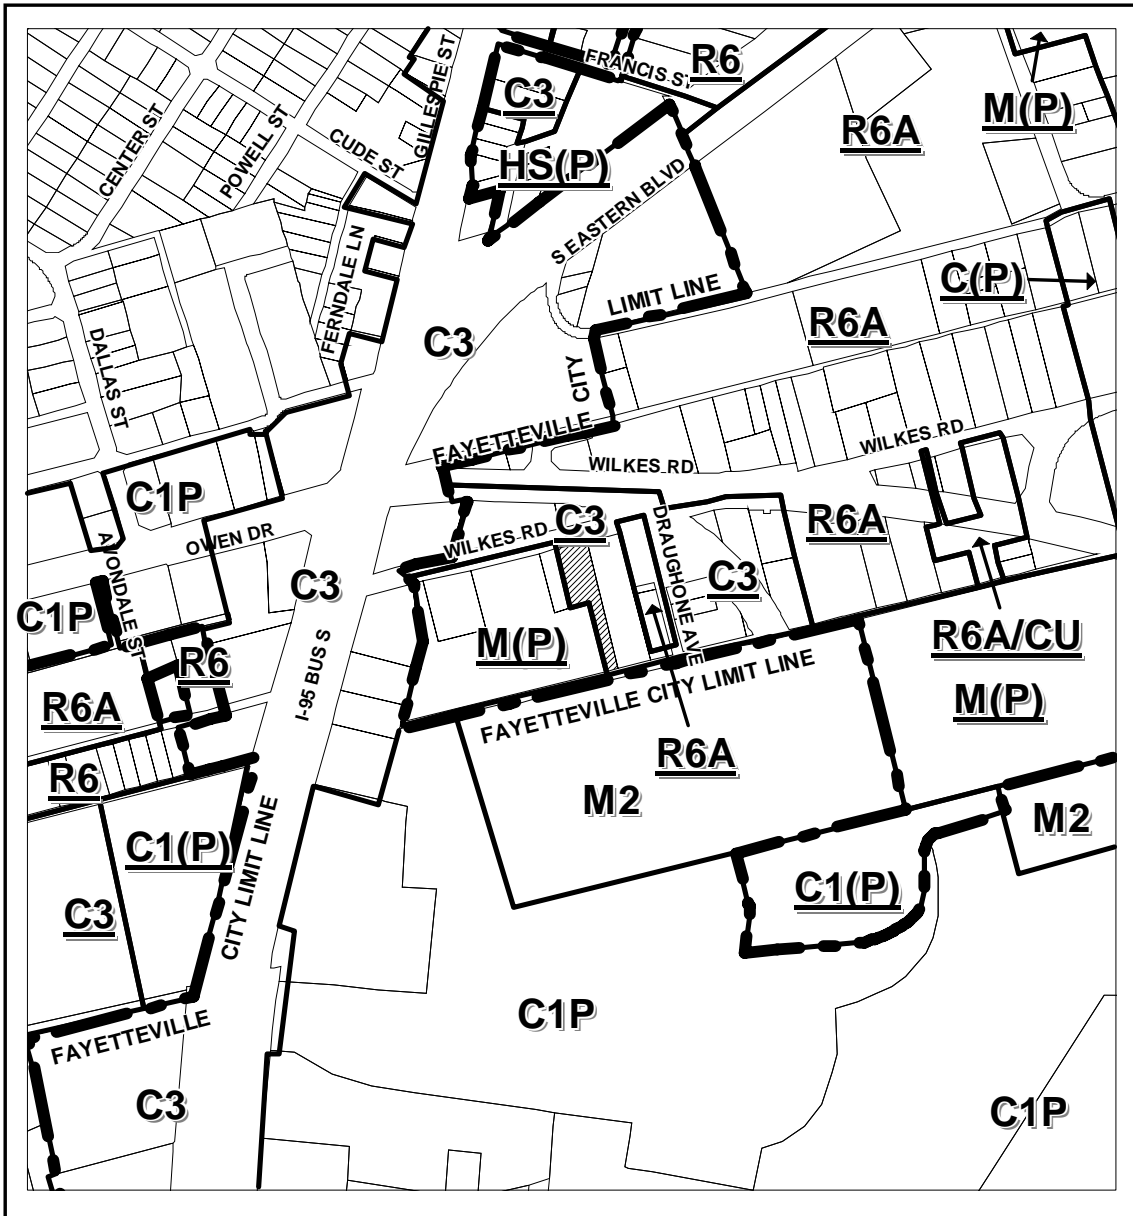 GILLESPIE ST
FRANCIS ST
R6
C3
M(P)
R6A
CENTER ST
POWELL ST
CUDE ST
HS(P)
S EASTERN BLVD
FERNDALE LN
C(P)
LIMIT LINE
R6A
DALLAS ST
C3
CITY
FAYETTEVILLE
WILKES RD
WILKES RD
C1P
OWEN DR
WILKES RD
C3
DRAUGHONE AVE
R6A
AVONDALE ST
C3
C3
C1P
M(P)
R6A/CU
R6
I-95 BUS S
R6A
FAYETTEVILLE CITY LIMIT LINE
M(P)
R6A
R6
M2
M2
C1(P)
CITY LIMIT LINE
C1(P)
C3
C1P
FAYETTEVILLE
C3
C1P